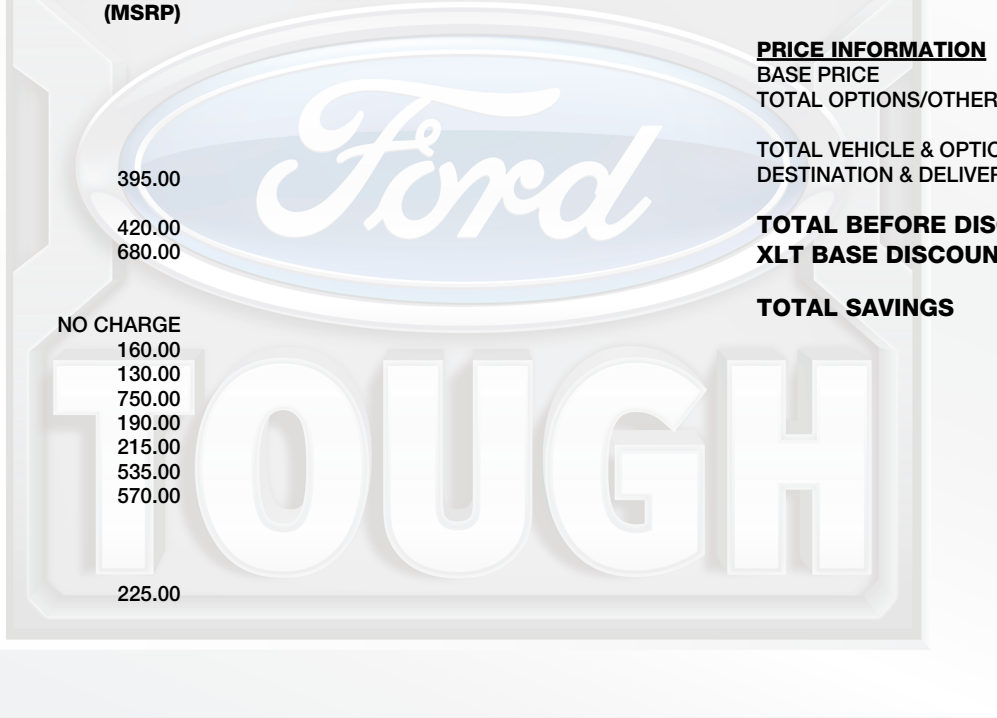 (MSRP)
395.00
420.00
680.00
NO CHARGE
160.00
130.00
750.00
190.00
215.00
535.00
570.00
225.00
PRICE INFORMATION
BASE PRICE
TOTAL OPTIONS/OTHER
TOTAL VEHICLE & OPTIO
DESTINATION & DELIVER
TOTAL BEFORE DISC
XLT BASE DISCOUN
TOTAL SAVINGS
Ford
TOUGH